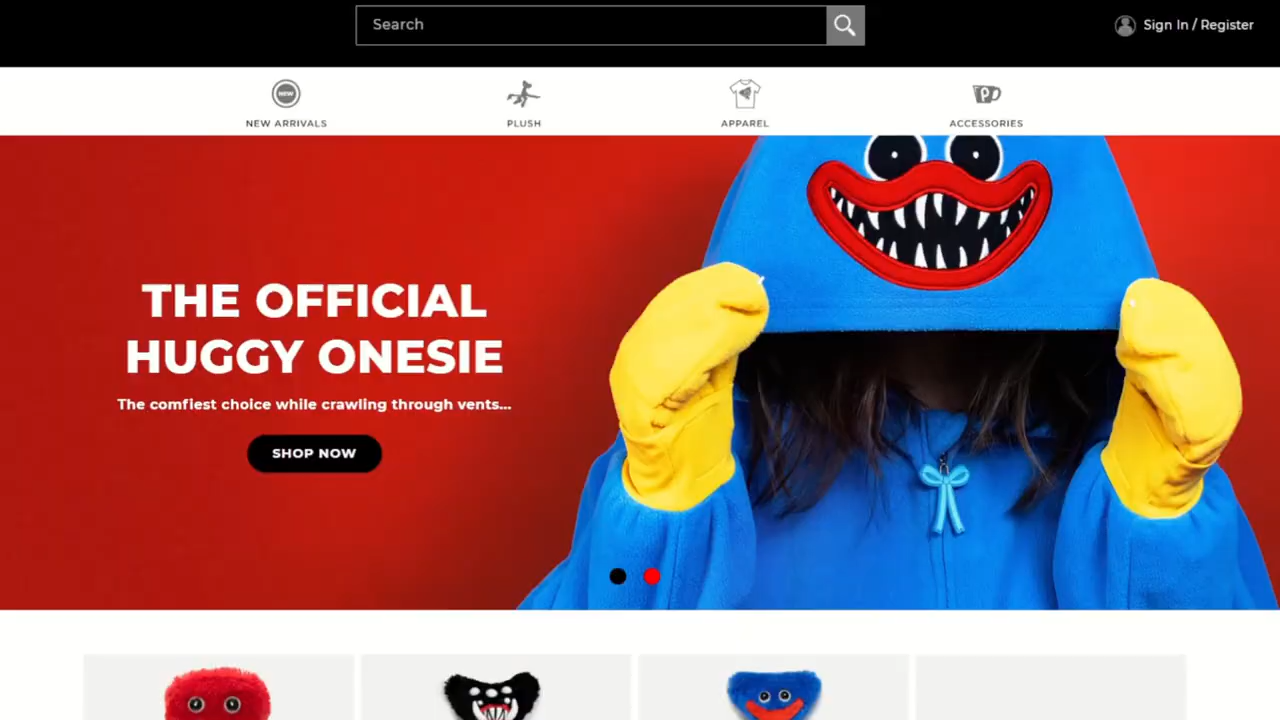 Search
Sign In / Register
NEW
NEW ARRIVALS
PLUSH
APPAREL
P
ACCESSORIES
THE OFFICIAL
HUGGY ONESIE
The comfiest choice while crawling through vents...
SHOP NOW